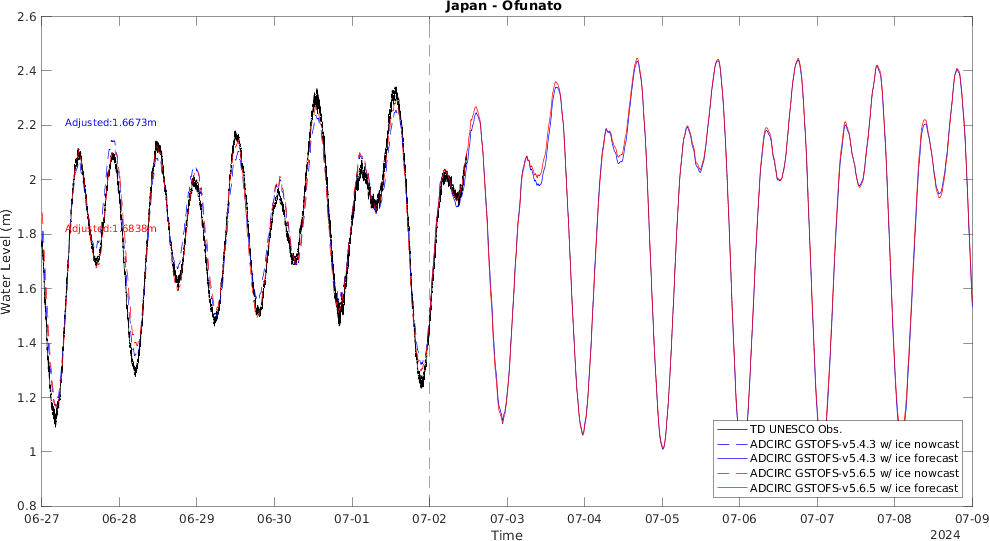 Japan - Ofunato
2.6
2.4
2.2
2
1.8
1.6
1.4
1.2
1
0.8
Water Level (m)
Adjusted:1.6673m
Adjusted:1.6838m
TD UNESCO Obs.
ADCIRC GSTOFS-v5.4.3 w/ ice nowcast
ADCIRC GSTOFS-v5.4.3 w/ ice forecast
ADCIRC GSTOFS-v5.6.5 w/ ice nowcast
ADCIRC GSTOFS-v5.6.5 w/ ice forecast
06-27 06-28 06-29 06-30 07-01 07-02 07-03 07-04 07-05 07-06 07-07 07-08 07-09
Time
2024